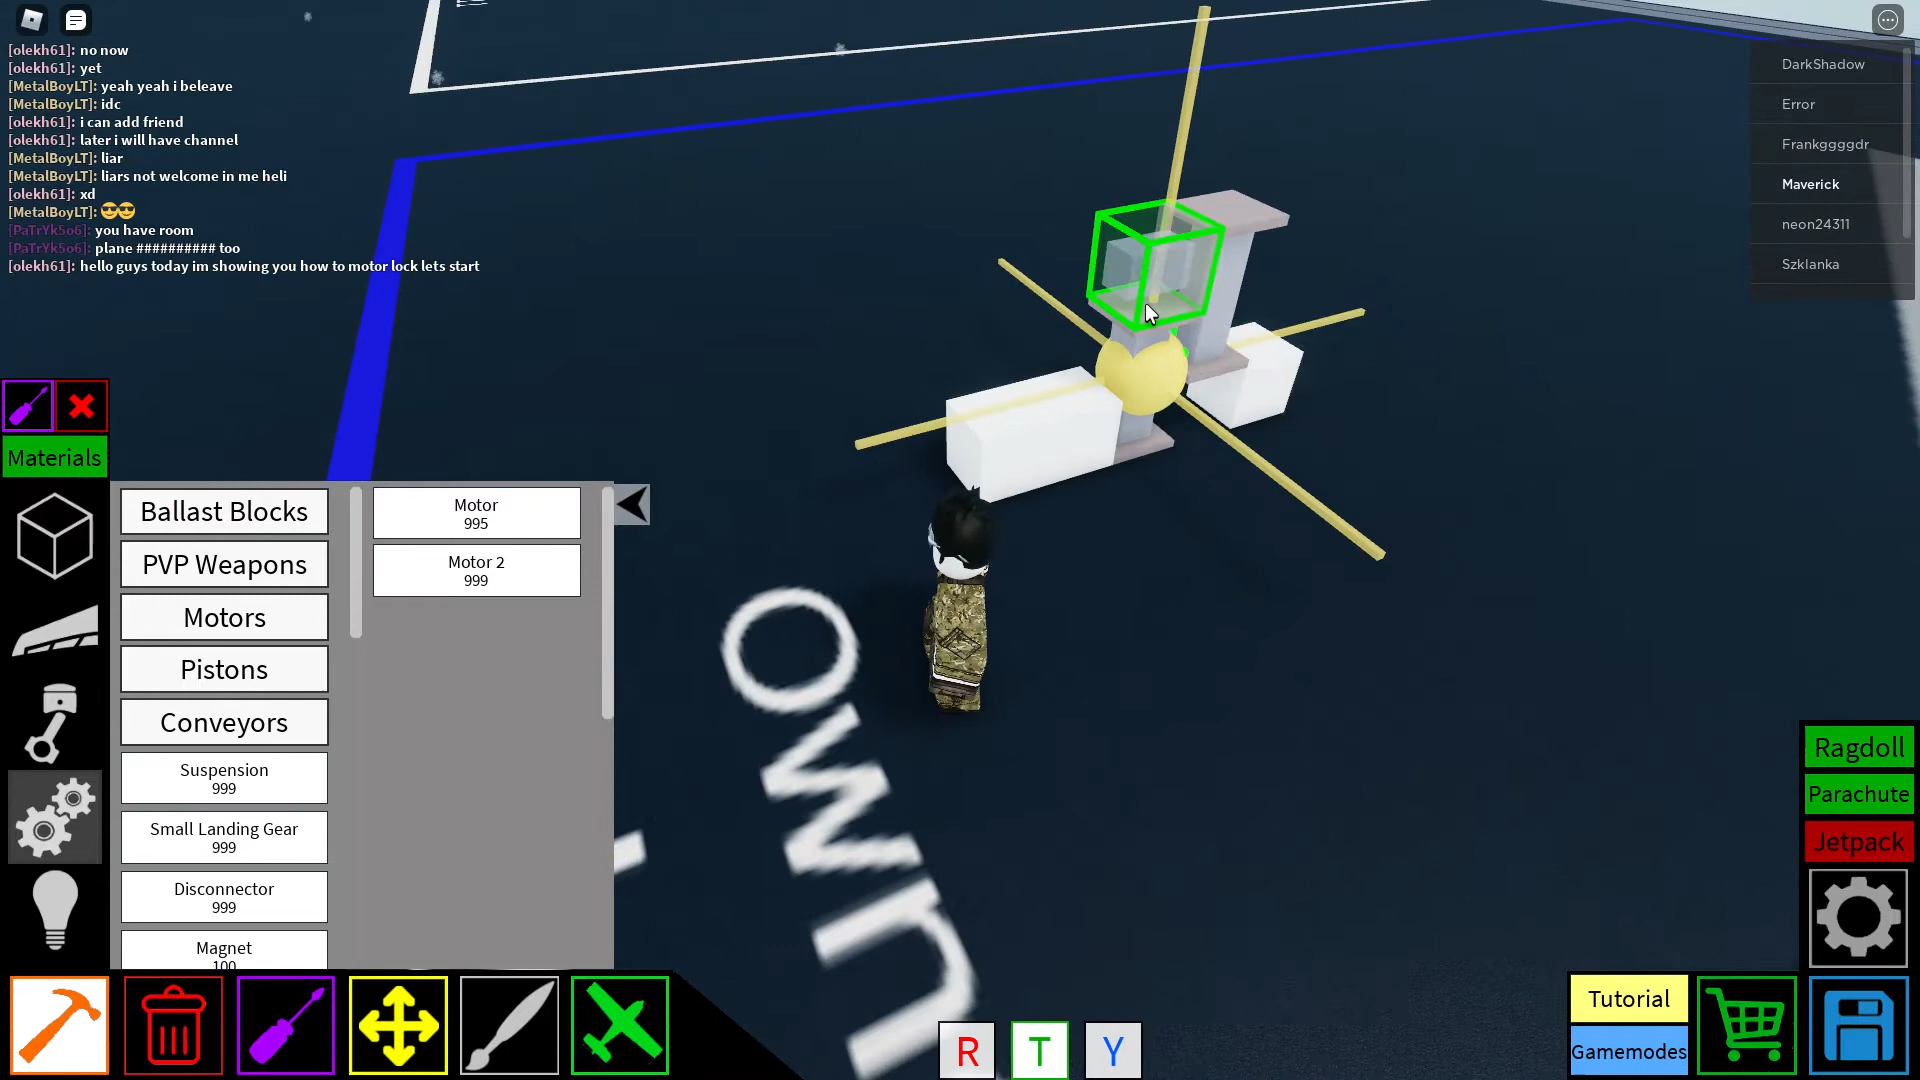 [olekh61]: no now
[olekh61]: yet
[MetalBoyLT]: yeah yeah i beleave
[MetalBoyLT]: idc
[olekh61]: i can add friend
[olekh61]: later i will have channel
[MetalBoyLT]: liar
[MetalBoyLT]: liars not welcome in me heli
[olekh61]: xd
[MetalBoyLT]: 😎😎
[PaTrYk5o6]: you have room
[PaTrYk5o6]: plane ########## too
[olekh61]: hello guys today im showing you how to motor lock lets start
DarkShadow
Error
Frankggggdr
Maverick
neon24311
Szklanka
Materials
Ballast Blocks
PVP Weapons
Motors
Pistons
Conveyors
Suspension
999
Small Landing Gear
999
Disconnector
999
Magnet
100
Motor
995
Motor 2
999
own
Ragdoll
Parachute
Jetpack
Tutorial
Gamemodes
R
T
Y